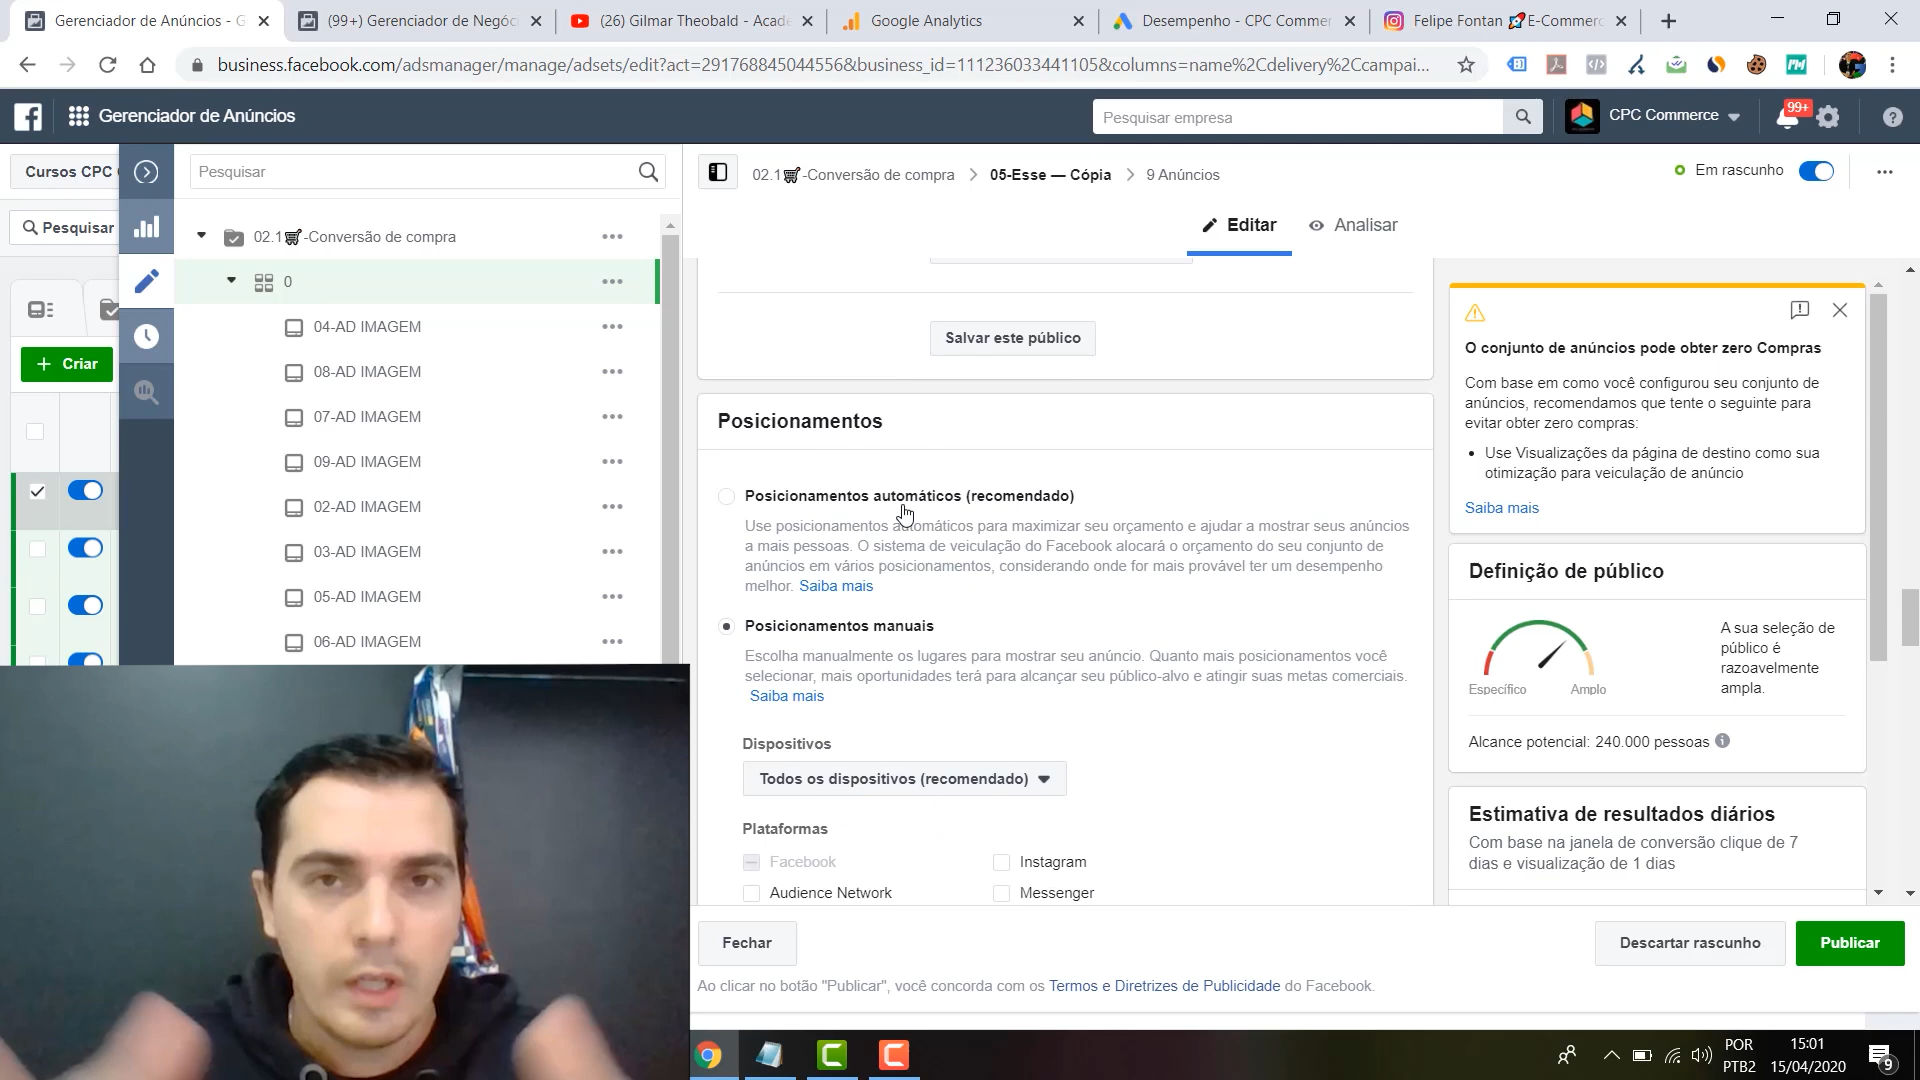 Gerenciador de Anúncios - G
(99+) Gerenciador de Negóc
(26) Gilmar Theobald - Acade
Google Analytics
Desempenho - CPC Commer
Felipe Fontan 🚀E-Commerc
business.facebook.com/adsmanager/manage/adsets/edit?act=291768845044556&business_id=111236033441105&columns=name%2Cdelivery%2Ccampai...
Gerenciador de Anúncios
Pesquisar empresa
CPC Commerce
99+
Cursos CPC
Pesquisar
02.1🛒-Conversão de compra
05-Esse — Cópia
9 Anúncios
Em rascunho
Pesquisar
Editar
Analisar
+ Criar
02.1🛒-Conversão de compra
0
04-AD IMAGEM
08-AD IMAGEM
07-AD IMAGEM
09-AD IMAGEM
02-AD IMAGEM
03-AD IMAGEM
05-AD IMAGEM
06-AD IMAGEM
Salvar este público
Posicionamentos
Posicionamentos automáticos (recomendado)
Use posicionamentos automáticos para maximizar seu orçamento e ajudar a mostrar seus anúncios
a mais pessoas. O sistema de veiculação do Facebook alocará o orçamento do seu conjunto de
anúncios em vários posicionamentos, considerando onde for mais provável ter um desempenho
melhor. Saiba mais
Posicionamentos manuais
Escolha manualmente os lugares para mostrar seu anúncio. Quanto mais posicionamentos você
selecionar, mais oportunidades terá para alcançar seu público-alvo e atingir suas metas comerciais.
Saiba mais
Dispositivos
Todos os dispositivos (recomendado)
Plataformas
Facebook
Instagram
Audience Network
Messenger
O conjunto de anúncios pode obter zero Compras
Com base em como você configurou seu conjunto de
anúncios, recomendamos que tente o seguinte para
evitar obter zero compras:
• Use Visualizações da página de destino como sua
otimização para veiculação de anúncio
Saiba mais
Definição de público
Específico
Amplo
A sua seleção de
público é
razoavelmente
ampla.
Alcance potencial: 240.000 pessoas
Estimativa de resultados diários
Com base na janela de conversão clique de 7
dias e visualização de 1 dias
Fechar
Descartar rascunho
Publicar
Ao clicar no botão "Publicar", você concorda com os Termos e Diretrizes de Publicidade do Facebook.
POR
PTB2
15:01
15/04/2020
9